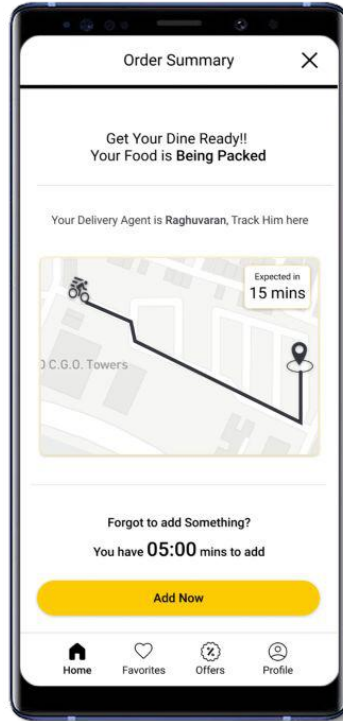 Order Summary
Get Your Dine Ready!!
Your Food is Being Packed
Your Delivery Agent is Raghuvaran, Track Him here
Expected in
15 mins
C.G.O. Towers
Forgot to add Something?
You have 05:00 mins to add
Add Now
Home Favorites Offers Profile